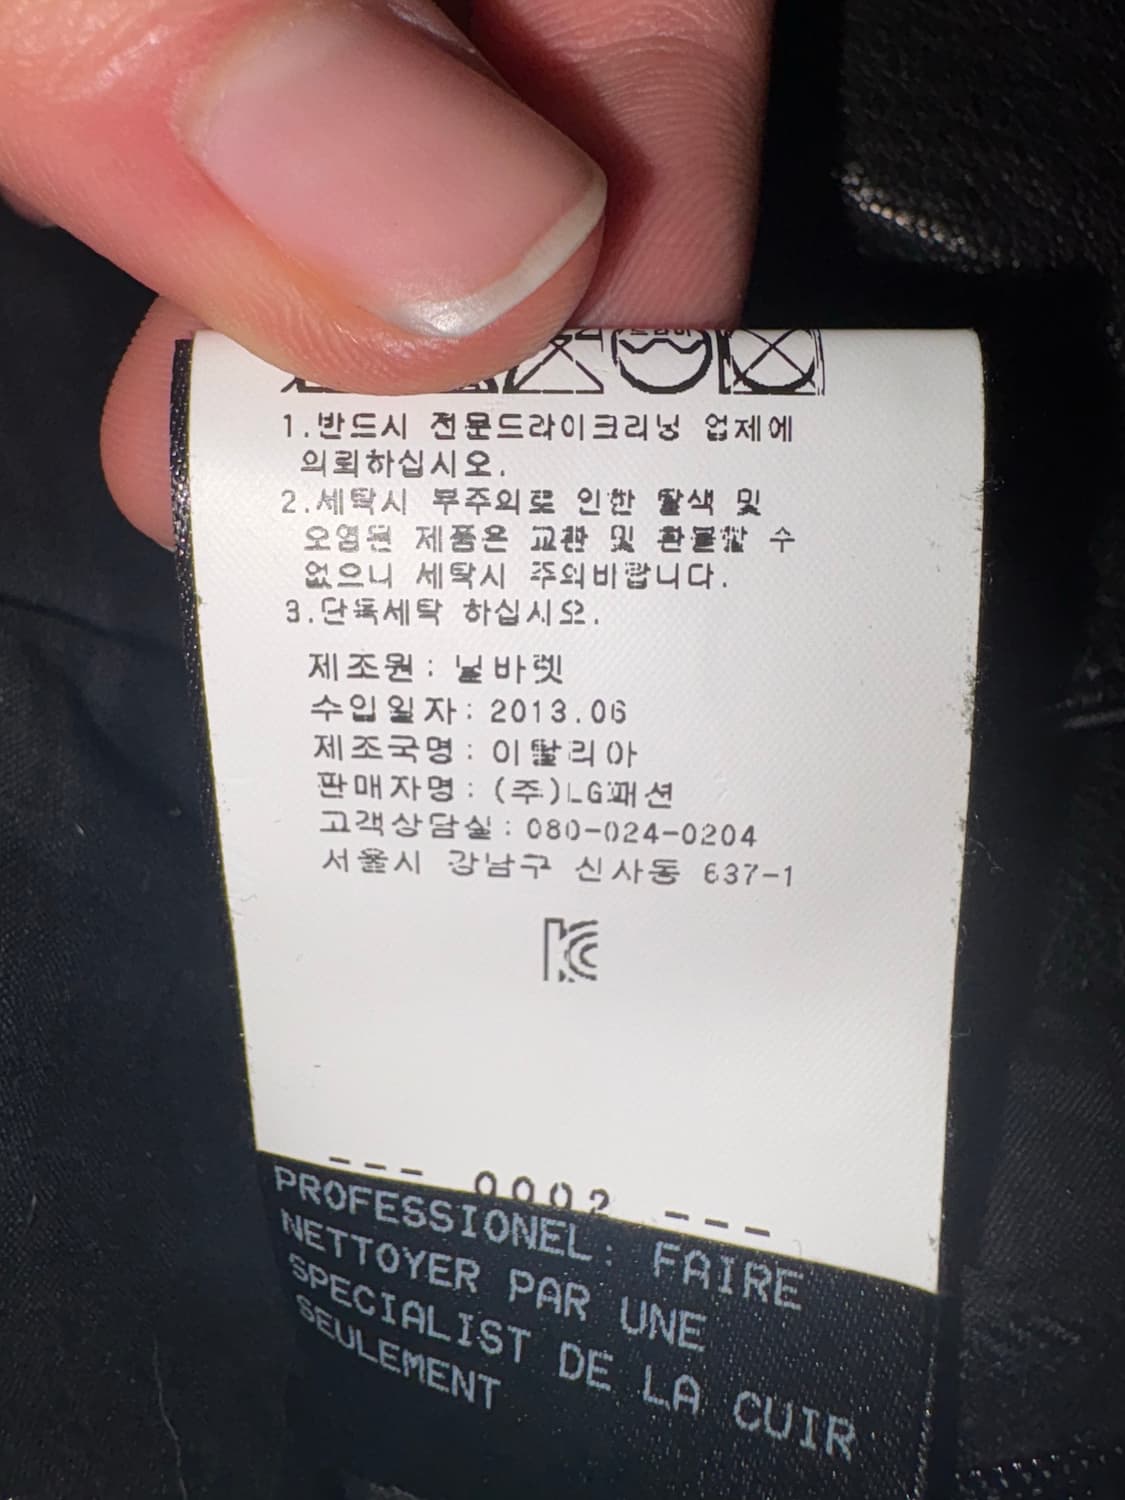 드라이
1.반드시 전문드라이크리닝 업체에
의뢰하십시오.
2.세탁시 부주의로 인한 탈색 및
오염된 제품은 교환 및 환불할 수
없으니 세탁시 주의바랍니다.
3.단독세탁 하십시오.
제조원: 닐바렛
수입일자: 2013.06
제조국명: 이탈리아
판매자명: (주)LG패션
고객상담실: 080-024-0204
서울시 강남구 신사동 637-1
KC
--- 0002 ---
PROFESSIONEL: FAIRE
NETTOYER PAR UNE
SPECIALIST DE LA CUIR
SEULEMENT